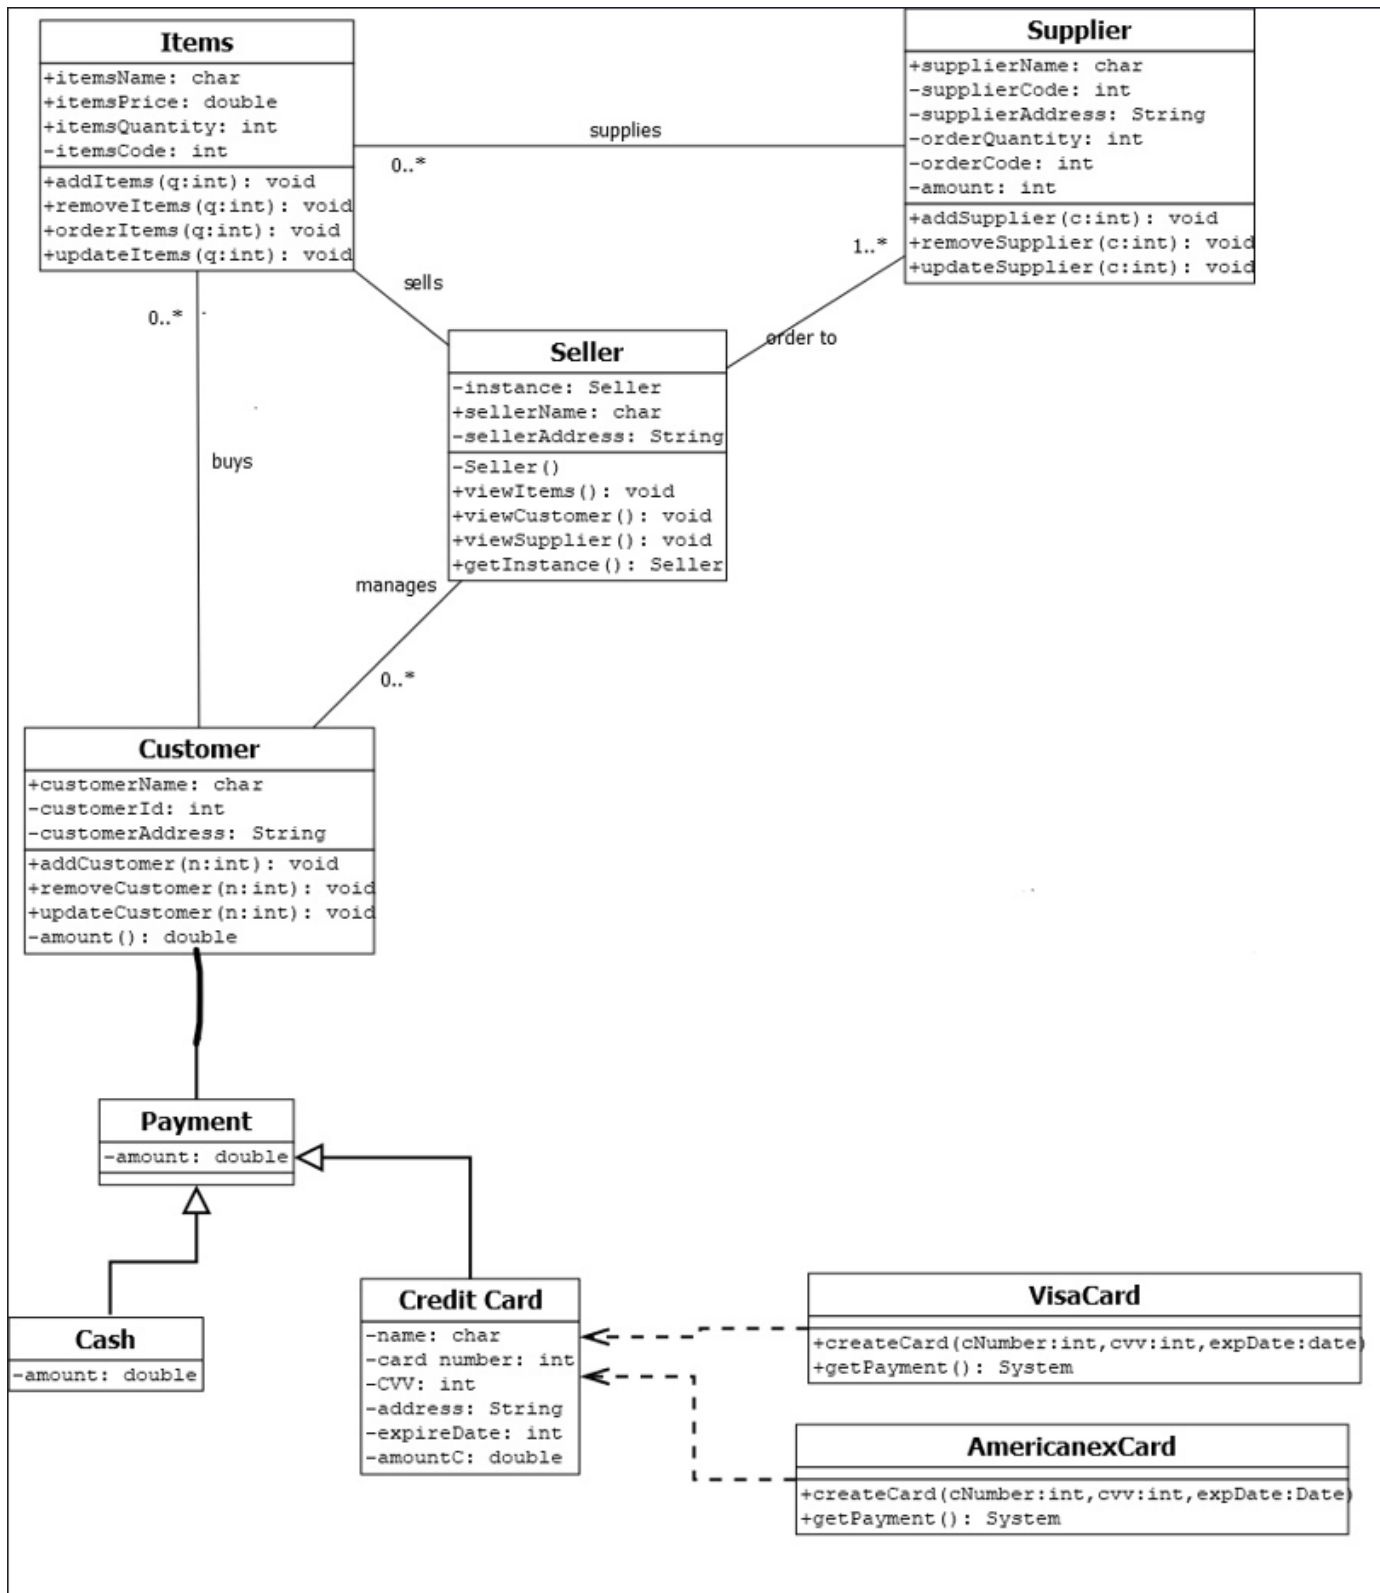 Items
+itemsName: char
+itemsPrice: double
+itemsQuantity: int
-itemsCode: int
+addItems(q:int): void
+removeItems(q:int): void
+orderItems(q:int): void
+updateItems(q:int): void
Supplier
+supplierName: char
-supplierCode: int
-supplierAddress: String
-orderQuantity: int
-orderCode: int
-amount: int
+addSupplier(c:int): void
+removeSupplier(c:int): void
+updateSupplier(c:int): void
supplies
0..*
1..*
sells
order to
0..*
Seller
-instance: Seller
+sellerName: char
-sellerAddress: String
-Seller()
+viewItems(): void
+viewCustomer(): void
+viewSupplier(): void
+getInstance(): Seller
buys
manages
0..*
Customer
+customerName: char
-customerId: int
-customerAddress: String
+addCustomer(n:int): void
+removeCustomer(n:int): void
+updateCustomer(n:int): void
-amount(): double
Payment
-amount: double
Cash
-amount: double
Credit Card
-name: char
-card number: int
-CVV: int
-address: String
-expireDate: int
-amountC: double
VisaCard
+createCard(cNumber:int,cvv:int,expDate:date)
+getPayment(): System
AmericanexCard
+createCard(cNumber:int,cvv:int,expDate:Date)
+getPayment(): System